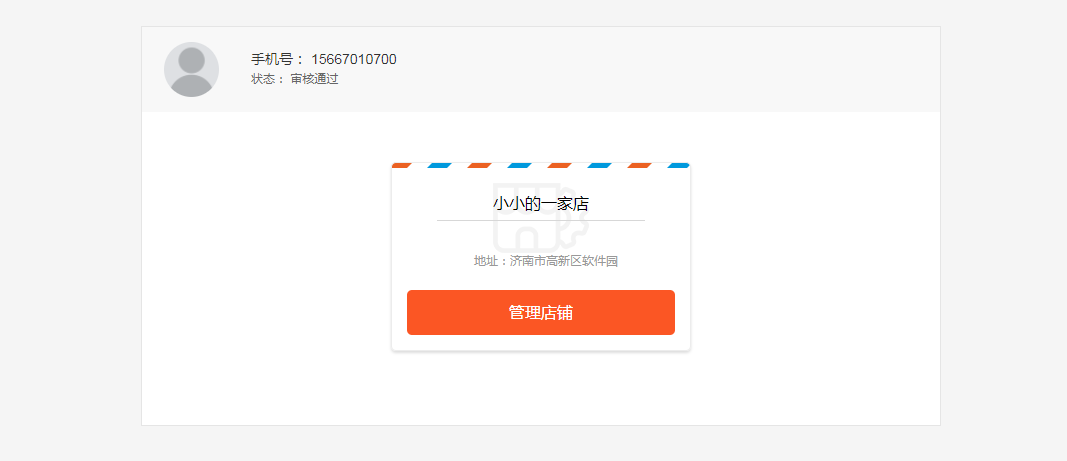 手机号： 15667010700
状态： 审核通过
小小的一家店
地址：济南市高新区软件园
管理店铺